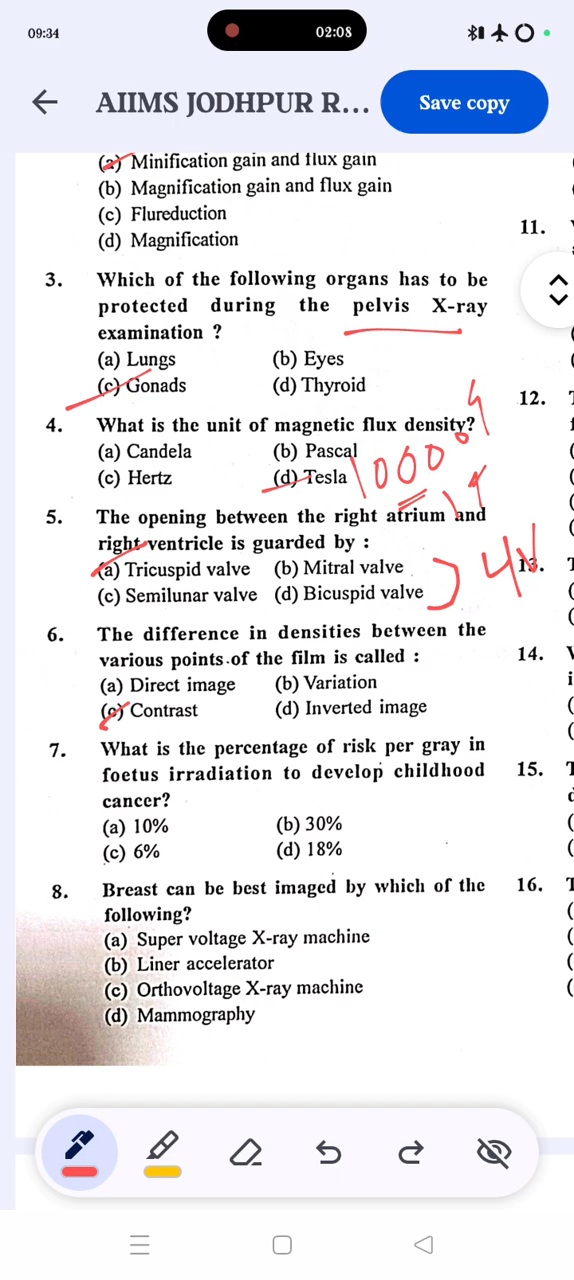 09:34
02:08
AIIMS JODHPUR R...
Save copy
(a) Minification gain and flux gain
(b) Magnification gain and flux gain
(c) Flureduction
(d) Magnification
3. Which of the following organs has to be
protected during the pelvis X-ray
examination ?
(a) Lungs (b) Eyes
(c) Gonads (d) Thyroid
4. What is the unit of magnetic flux density?
(a) Candela (b) Pascal
(c) Hertz (d) Tesla
5. The opening between the right atrium and
right ventricle is guarded by :
(a) Tricuspid valve (b) Mitral valve
(c) Semilunar valve (d) Bicuspid valve
6. The difference in densities between the
various points of the film is called :
(a) Direct image (b) Variation
(c) Contrast (d) Inverted image
7. What is the percentage of risk per gray in
foetus irradiation to develop childhood
cancer?
(a) 10% (b) 30%
(c) 6% (d) 18%
8. Breast can be best imaged by which of the
following?
(a) Super voltage X-ray machine
(b) Liner accelerator
(c) Orthovoltage X-ray machine
(d) Mammography
11.
12.
13.
14.
15.
16.